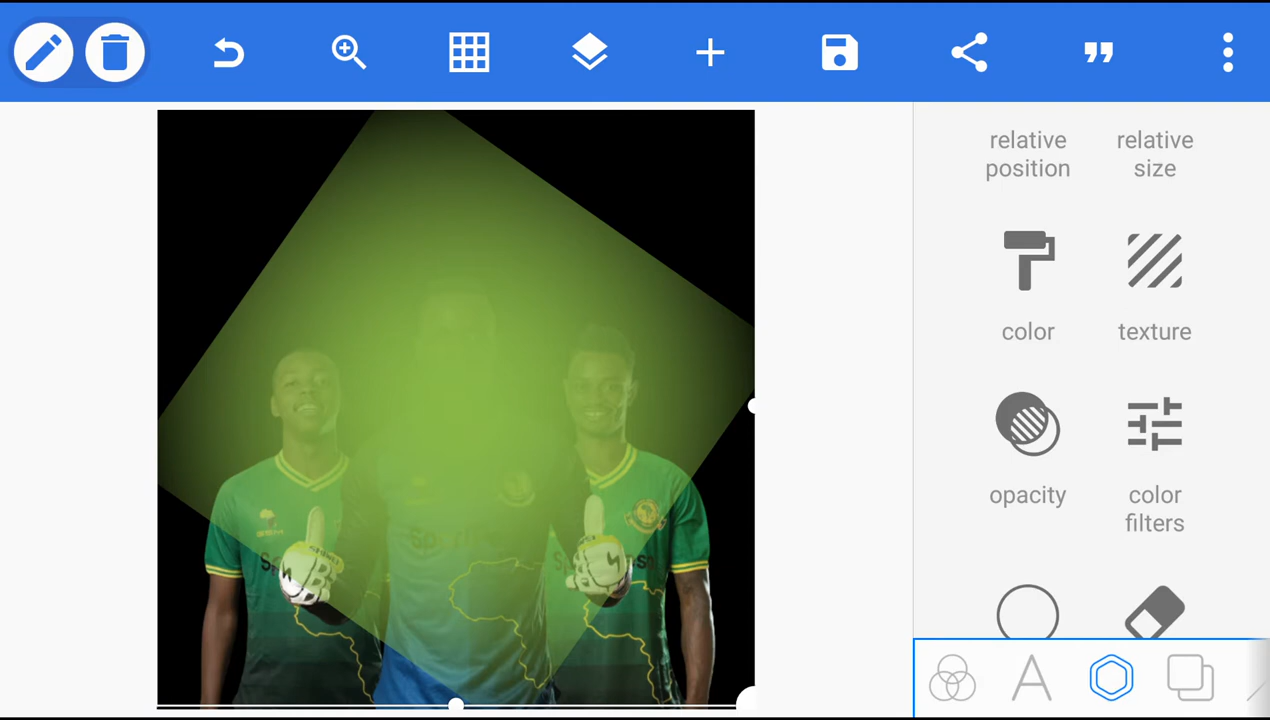 relative
position
relative
size
color
texture
opacity
color
filters